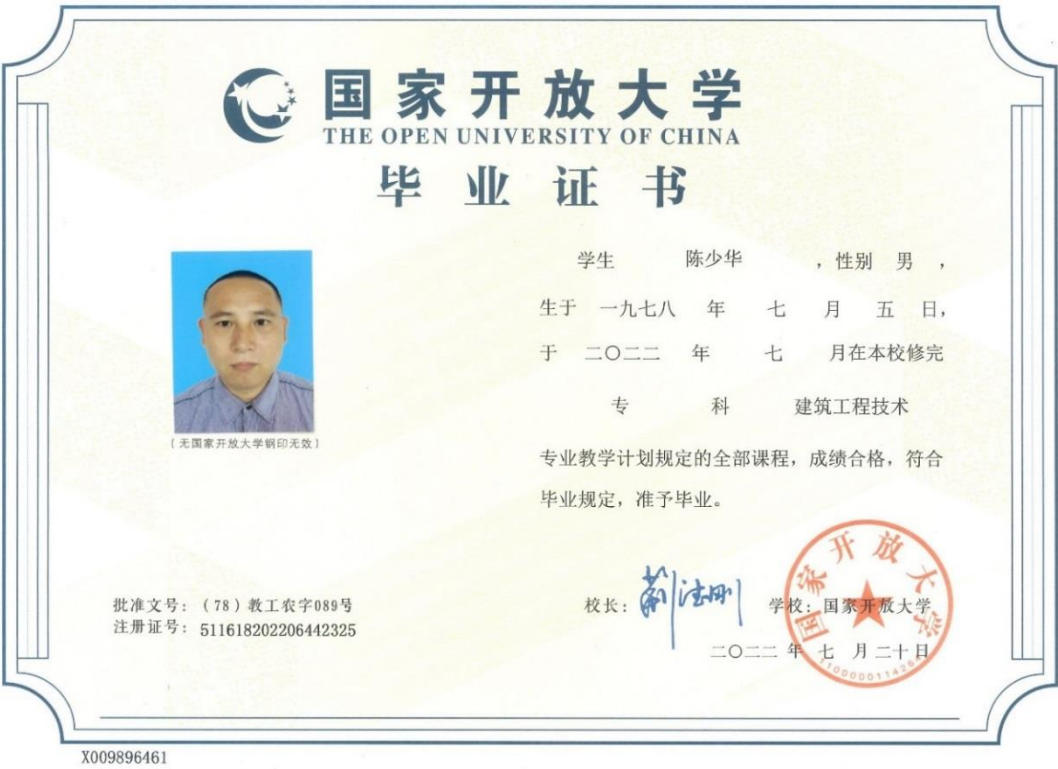 国家开放大学
THE OPEN UNIVERSITY OF CHINA
毕业证书
学生 陈少华 ，性别 男 ，
生于 一九七八 年 七 月 五 日，
于 二〇二二 年 七 月在本校修完
专 科 建筑工程技术
专业教学计划规定的全部课程，成绩合格，符合
毕业规定，准予毕业。
（无国家开放大学钢印无效）
批准文号：（78）教工农字089号
注册证号：511618202206442325
校长：荆德刚 学校：国家开放大学
二〇二二 年 七 月 二十 日
国家开放大学
X009896461